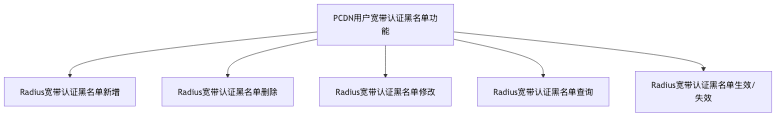 PCDN用户宽带认证黑名单功
能
Radius宽带认证黑名单新增
Radius宽带认证黑名单删除
Radius宽带认证黑名单修改
Radius宽带认证黑名单查询
Radius宽带认证黑名单生效/
失效